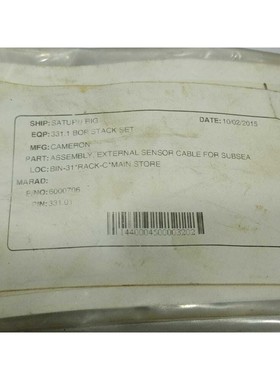 SHIP: SATURN RIG DATE: 10/02/2015
EQP: 331.1 BOP STACK SET
MFG: CAMERON
PART: ASSEMBLY, EXTERNAL SENSOR CABLE FOR SUBSEA
LOC: BIN-31"RACK-C"MAIN STORE
MARAD: